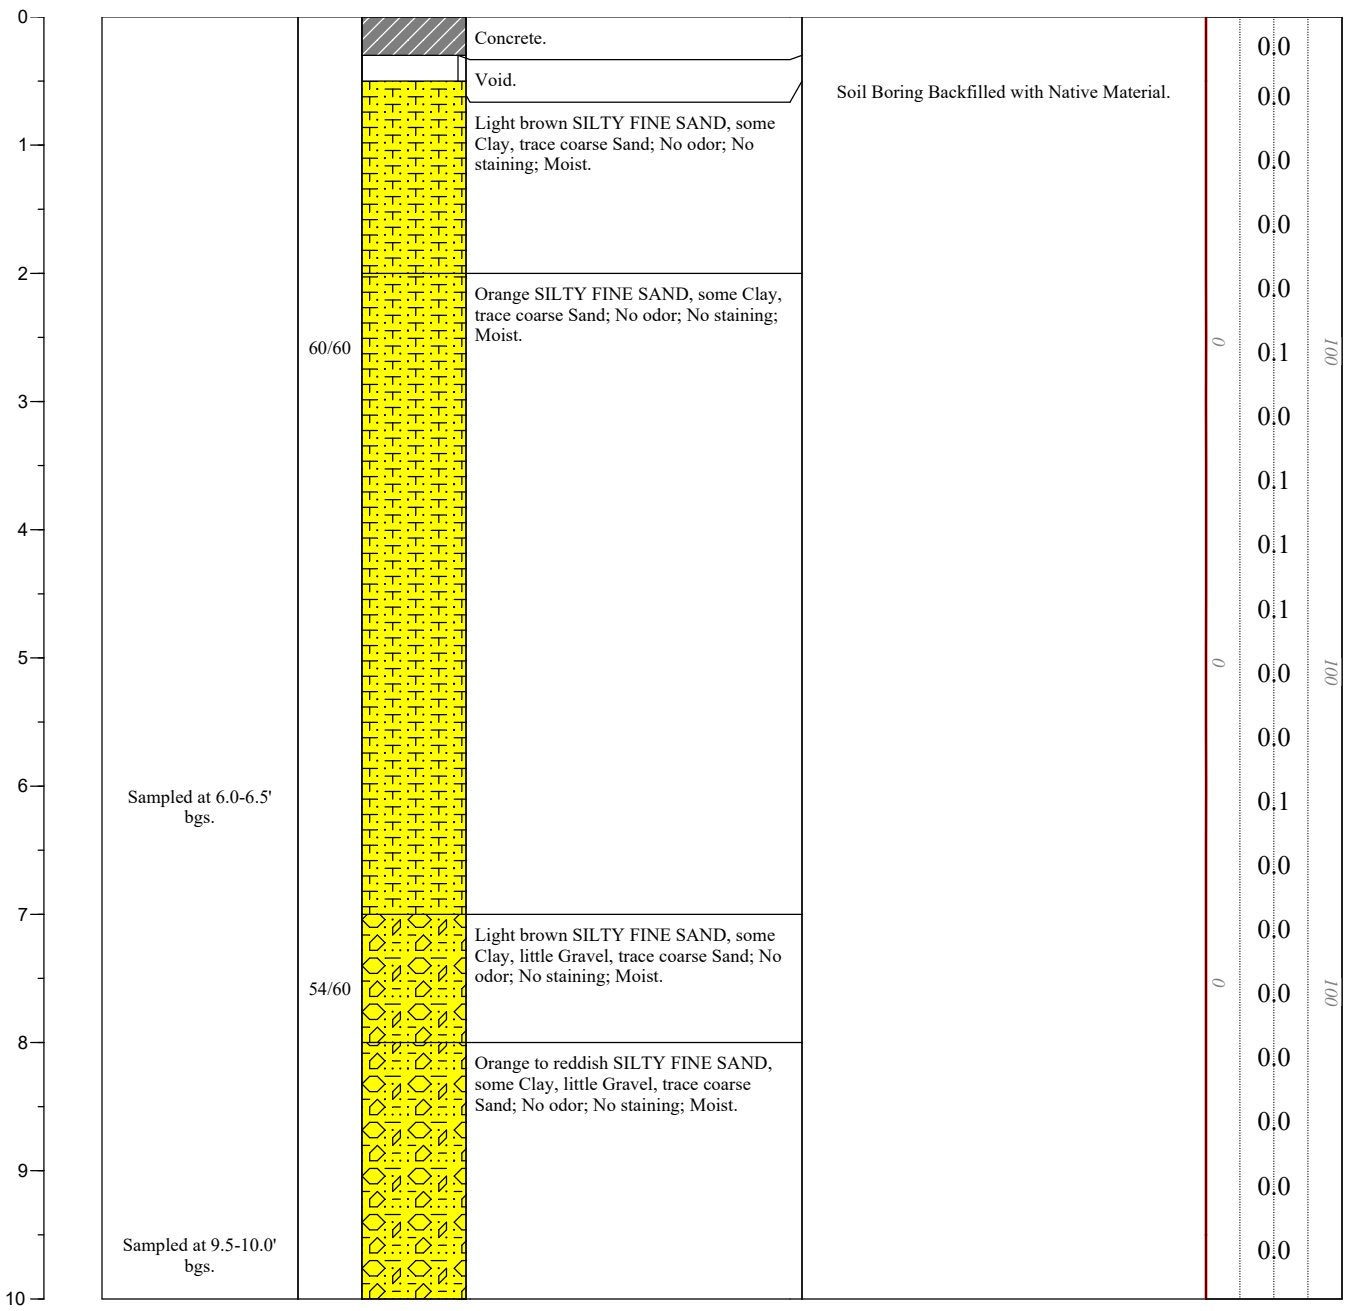 0
1
2
3
4
5
6
7
8
9
10
Sampled at 6.0-6.5'
bgs.
Sampled at 9.5-10.0'
bgs.
60/60
54/60
Concrete.
Void.
Light brown SILTY FINE SAND, some
Clay, trace coarse Sand; No odor; No
staining; Moist.
Orange SILTY FINE SAND, some Clay,
trace coarse Sand; No odor; No staining;
Moist.
Light brown SILTY FINE SAND, some
Clay, little Gravel, trace coarse Sand; No
odor; No staining; Moist.
Orange to reddish SILTY FINE SAND,
some Clay, little Gravel, trace coarse
Sand; No odor; No staining; Moist.
Soil Boring Backfilled with Native Material.
0.0
0.0
0.0
0.0
0.0
0 0.1 100
0.0
0.1
0.1
0.1
0 0.0 100
0.0
0.1
0.0
0.0
0 0.0 100
0.0
0.0
0.0
0.0